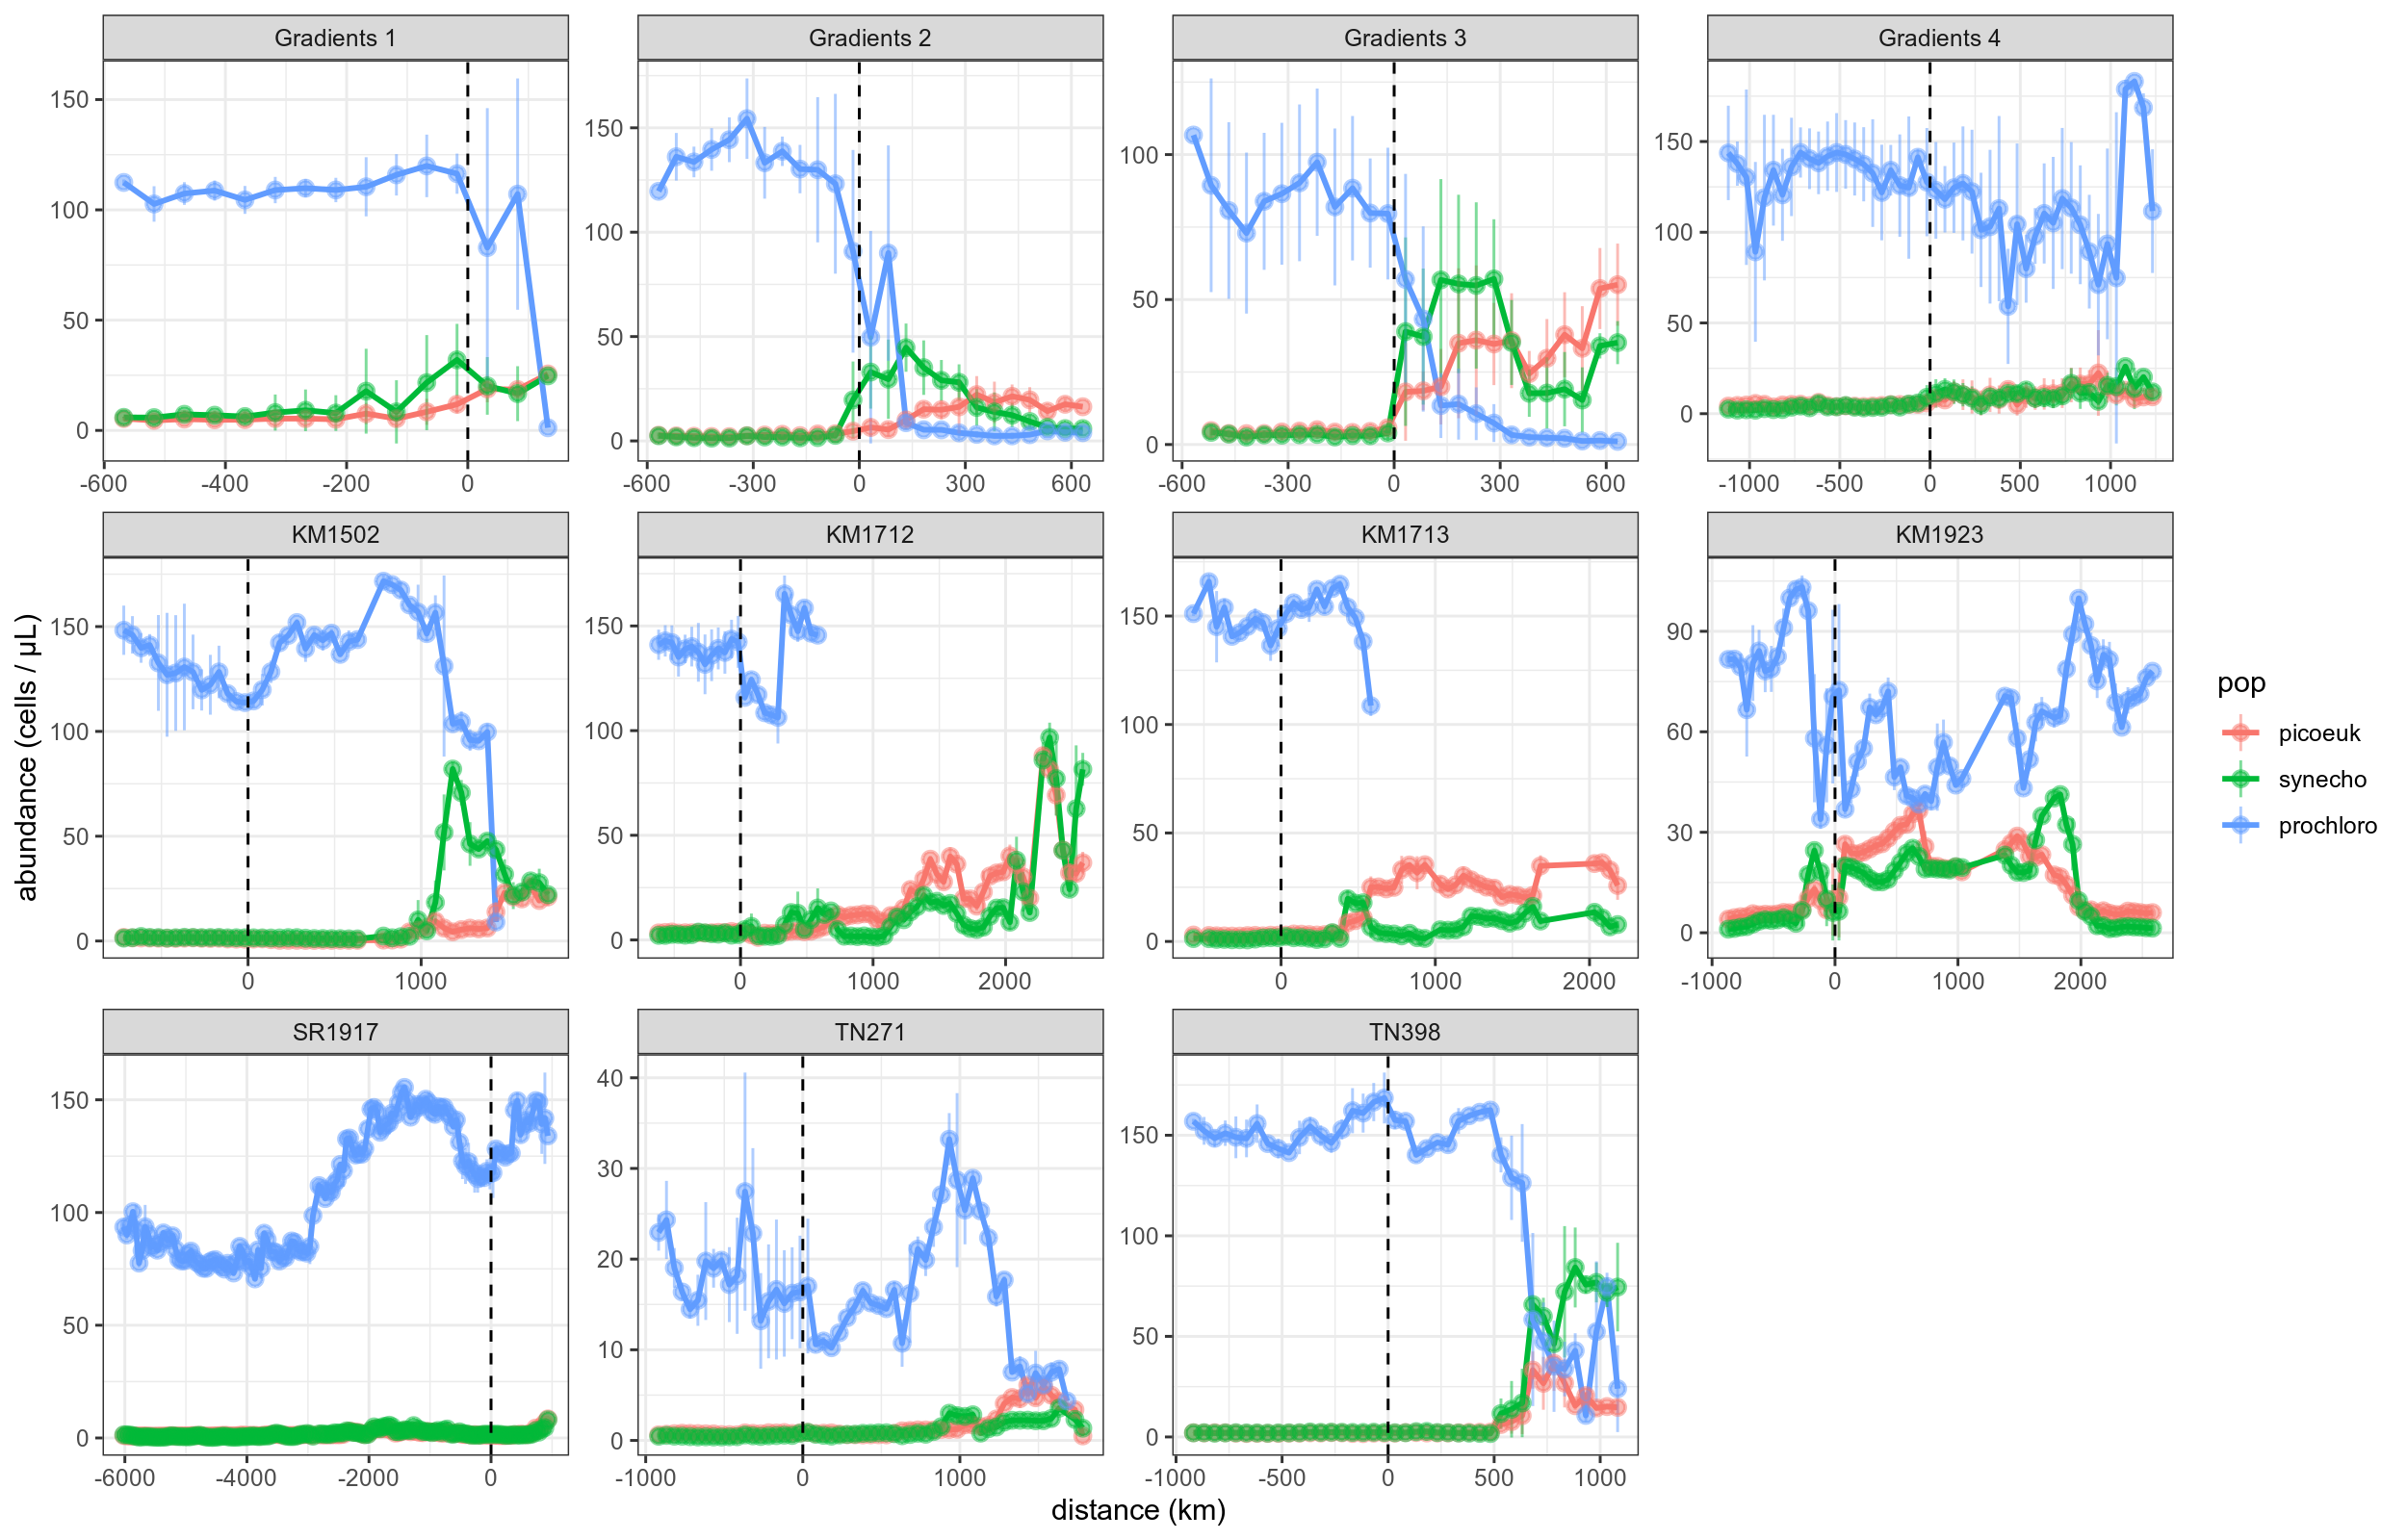 Gradients 1
Gradients 2
Gradients 3
Gradients 4
150
100
50
0
-600 -400 -200 0
150
100
50
0
-600 -300 0 300 600
100
50
0
-600 -300 0 300 600
150
100
50
0
-1000 -500 0 500 1000
KM1502
KM1712
KM1713
KM1923
150
100
50
0
0 1000
150
100
50
0
0 1000 2000
150
100
50
0
0 1000 2000
90
60
30
0
-1000 0 1000 2000
SR1917
TN271
TN398
150
100
50
0
-6000 -4000 -2000 0
40
30
20
10
0
-1000 0 1000
150
100
50
0
-1000 -500 0 500 1000
abundance (cells / µL)
distance (km)
pop
picoeuk
synecho
prochloro